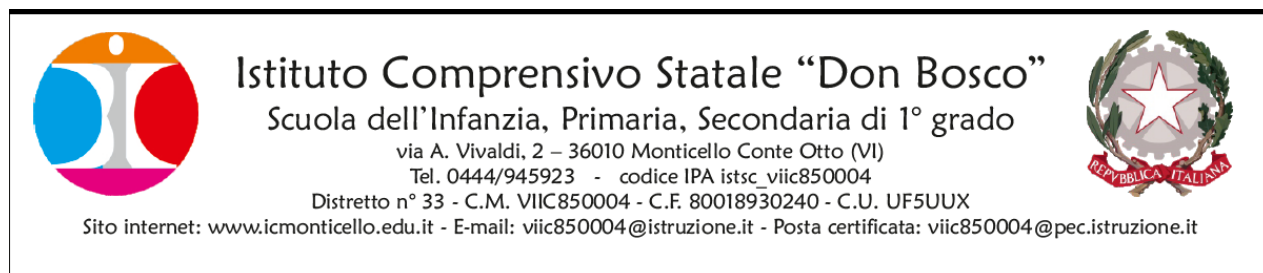 Istituto Comprensivo Statale “Don Bosco”
Scuola dell’Infanzia, Primaria, Secondaria di 1° grado
via A. Vivaldi, 2 – 36010 Monticello Conte Otto (VI)
Tel. 0444/945923 - codice IPA istsc_viic850004
Distretto n° 33 - C.M. VIIC850004 - C.F. 80018930240 - C.U. UF5UUX
Sito internet: www.icmonticello.edu.it - E-mail: viic850004@istruzione.it - Posta certificata: viic850004@pec.istruzione.it
REPVBBLICA ITALIANA